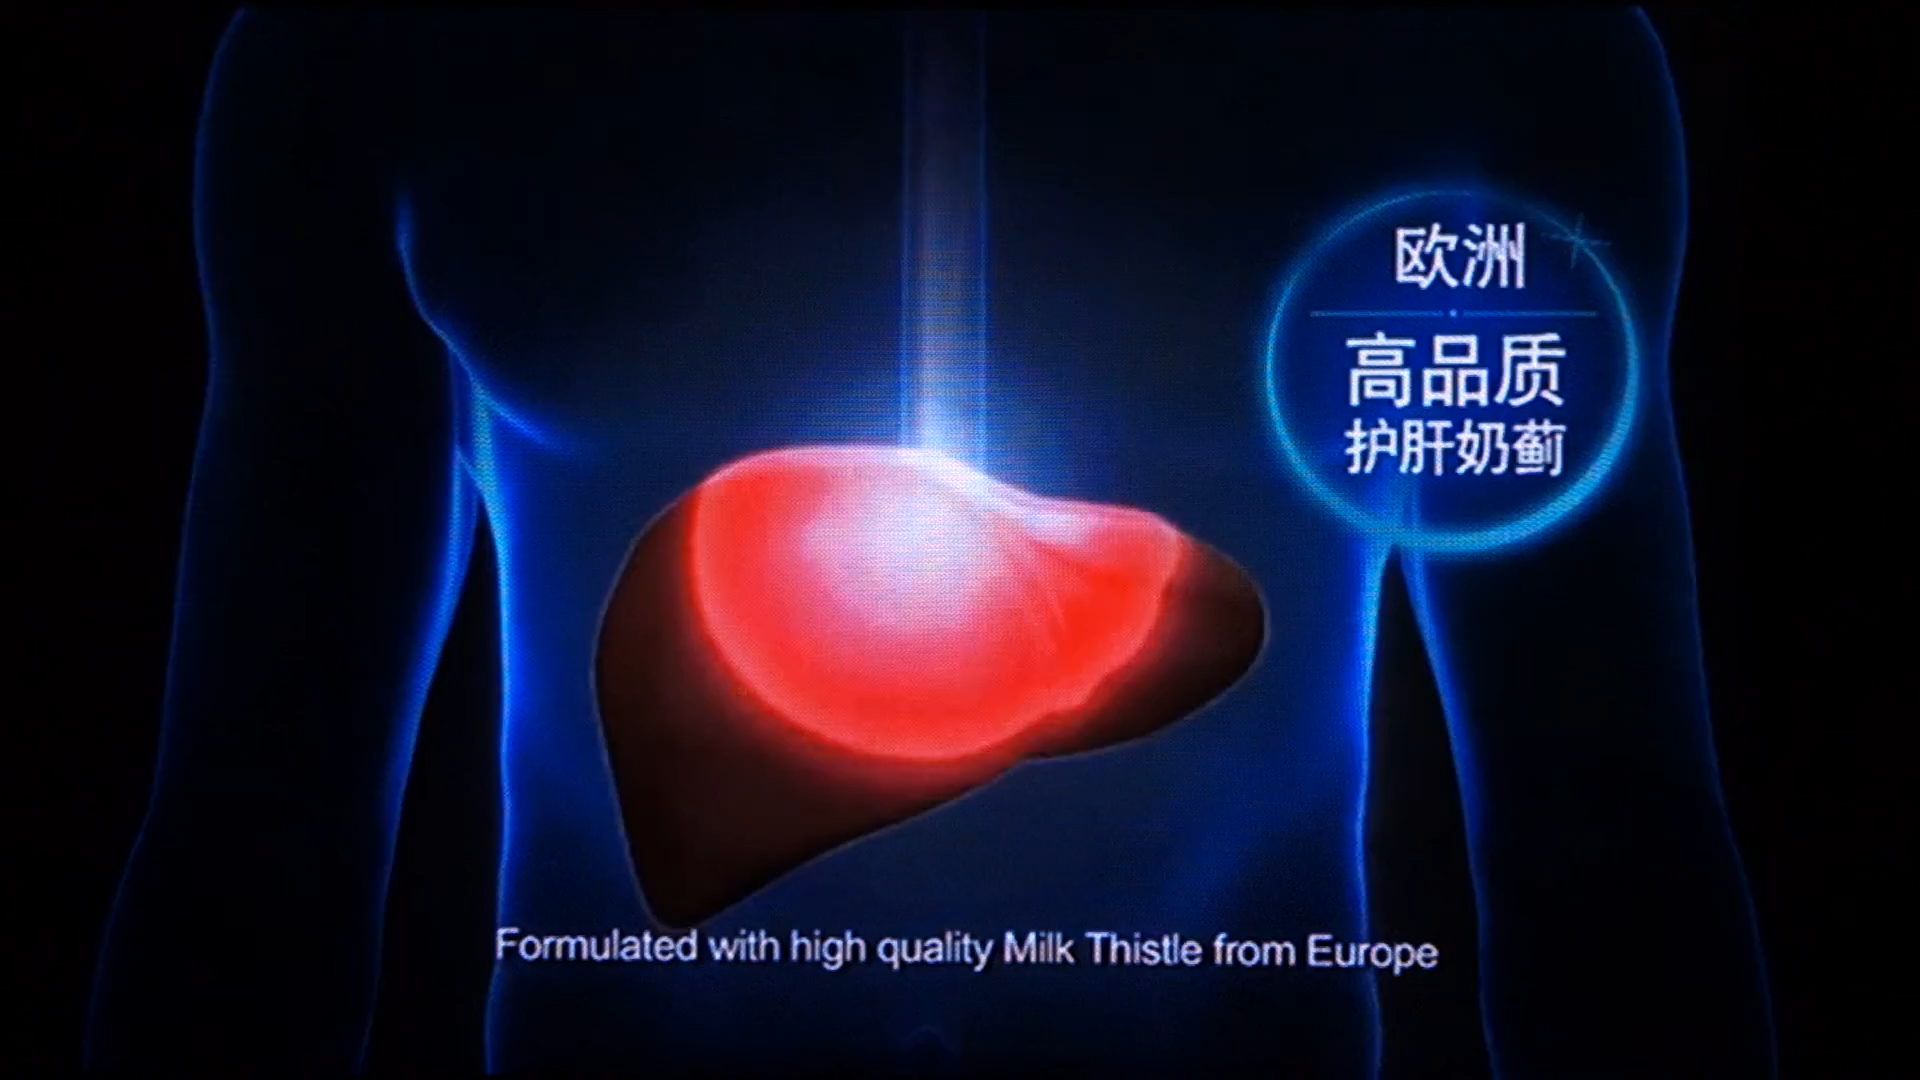 欧洲
高品质
护肝奶蓟
Formulated with high quality Milk Thistle from Europe